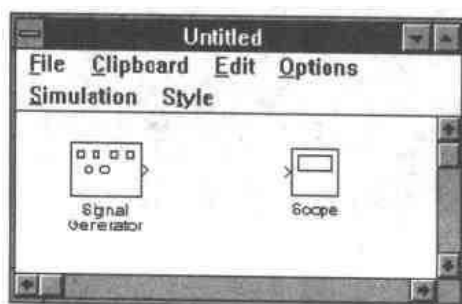 Untitled
File Clipboard Edit Options
Simulation Style
Signal Scope
Generator